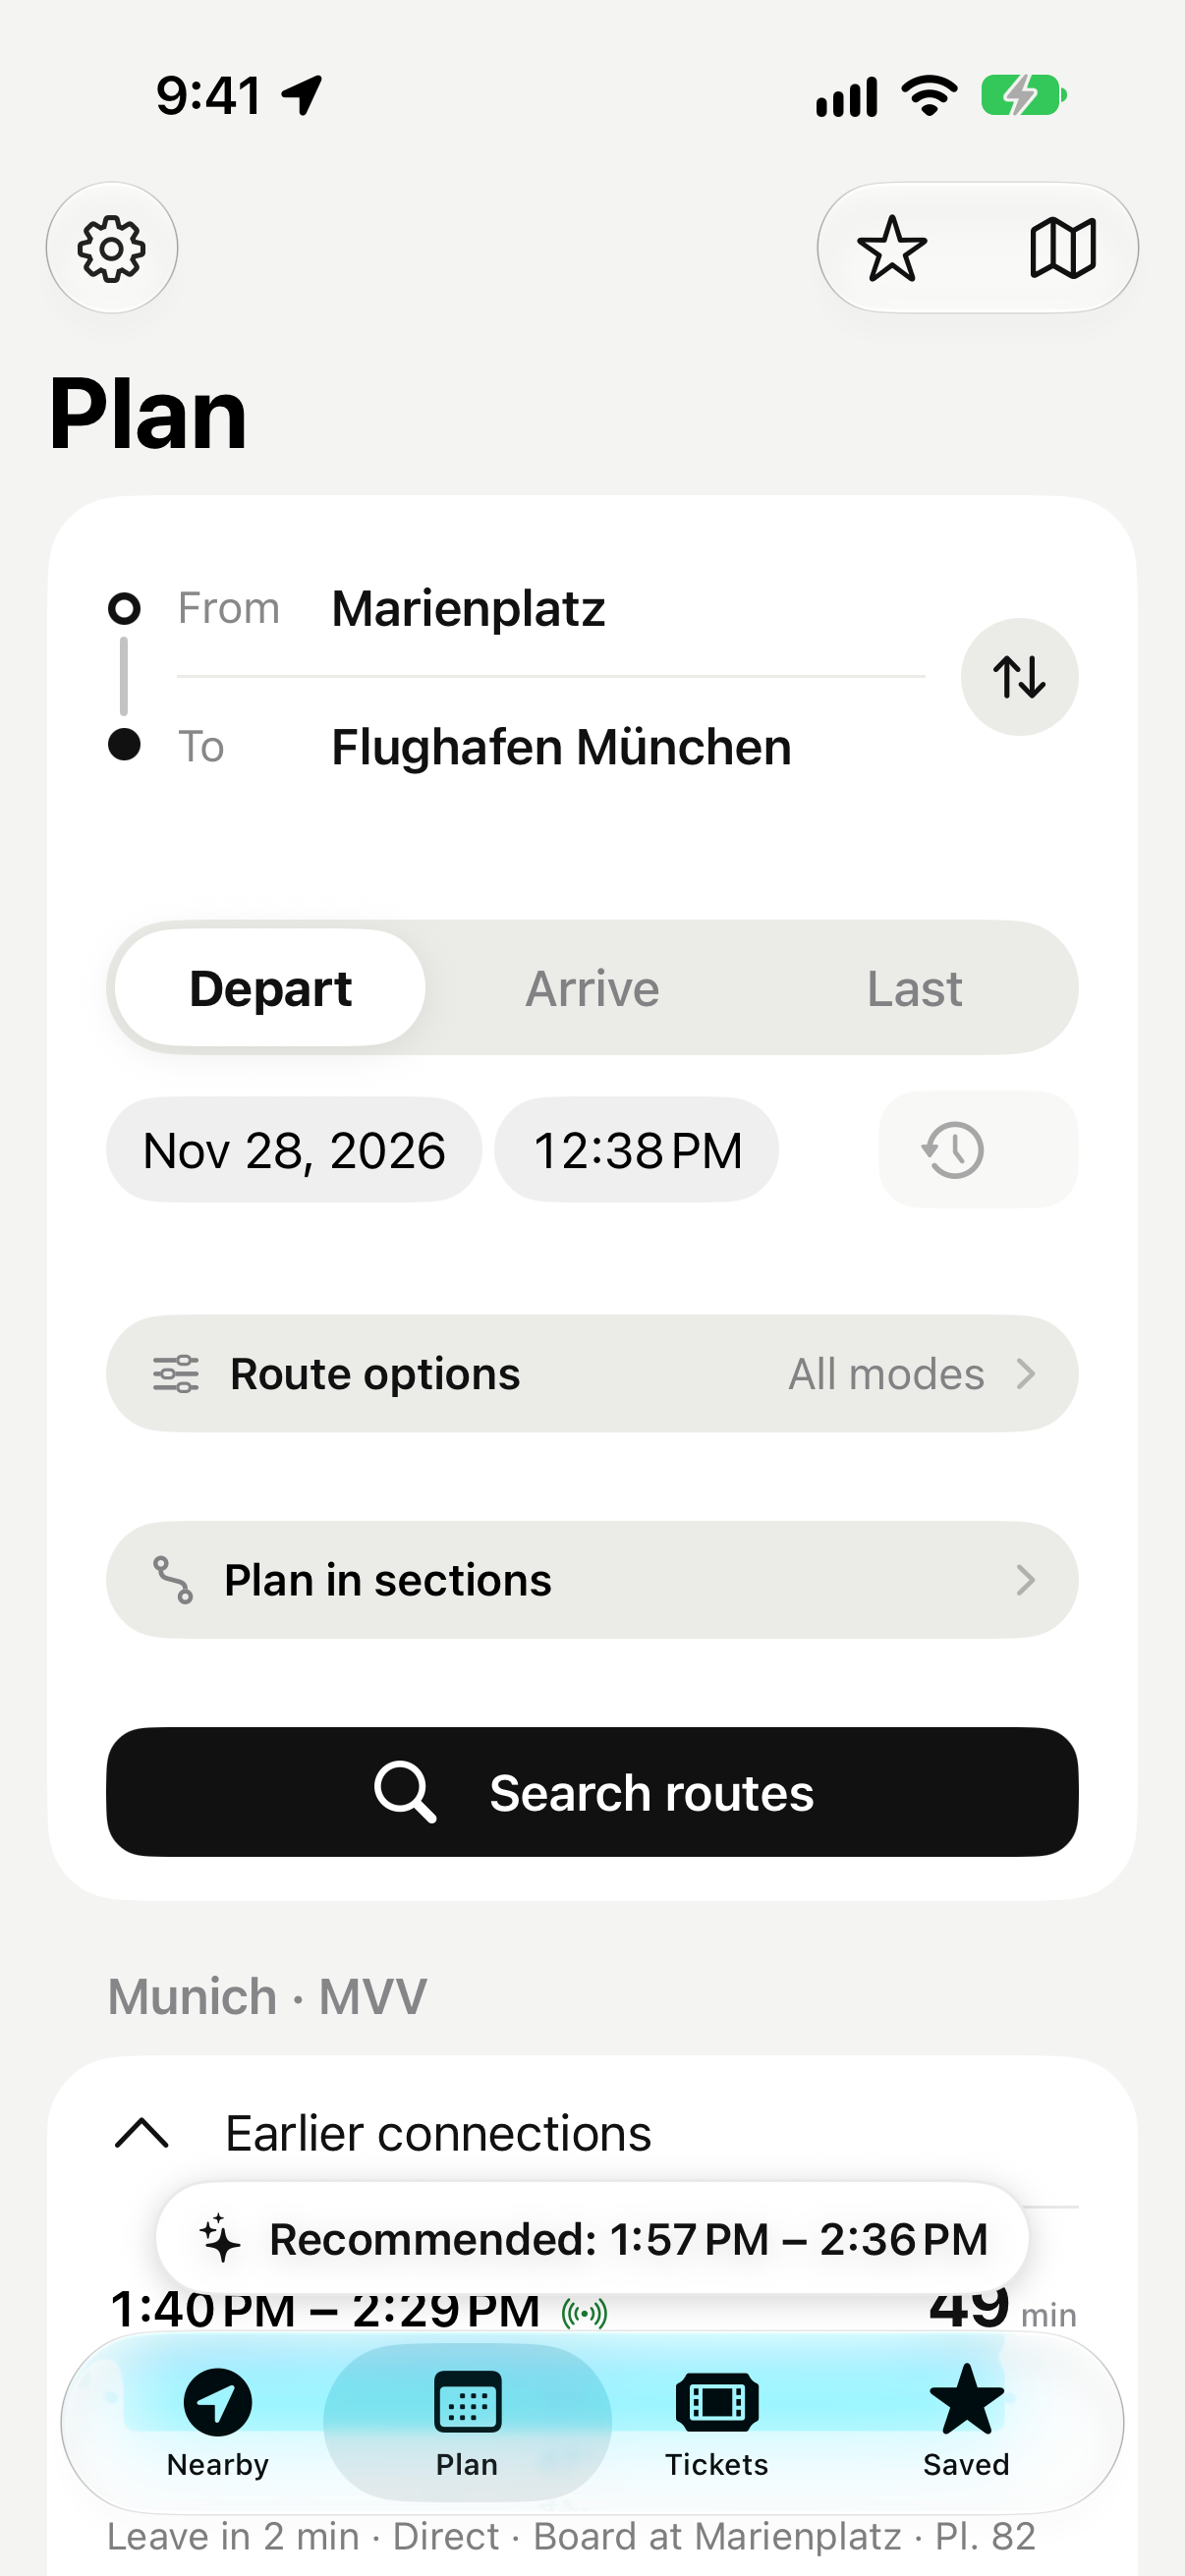 9:41
Plan
From Marienplatz
To Flughafen München
Depart Arrive Last
Nov 28, 2026 12:38 PM
Route options All modes
Plan in sections
Search routes
Munich · MVV
Earlier connections
Recommended: 1:57 PM – 2:36 PM
1:40 PM – 2:29 PM 49 min
Nearby Plan Tickets Saved
Leave in 2 min · Direct · Board at Marienplatz · Pl. 82